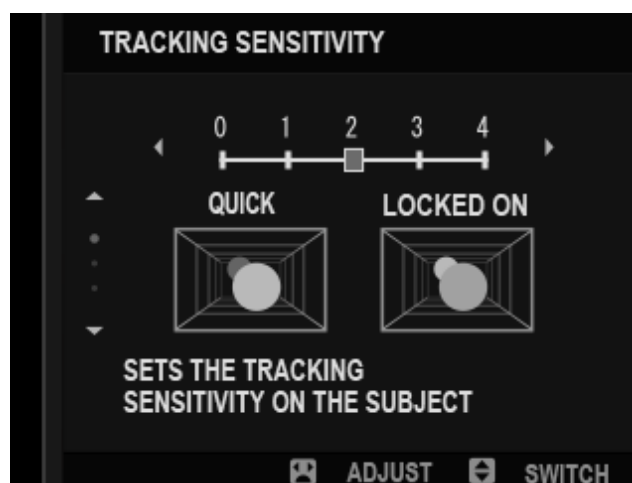 TRACKING SENSITIVITY
0 1 2 3 4
QUICK LOCKED ON
SETS THE TRACKING
SENSITIVITY ON THE SUBJECT
ADJUST SWITCH